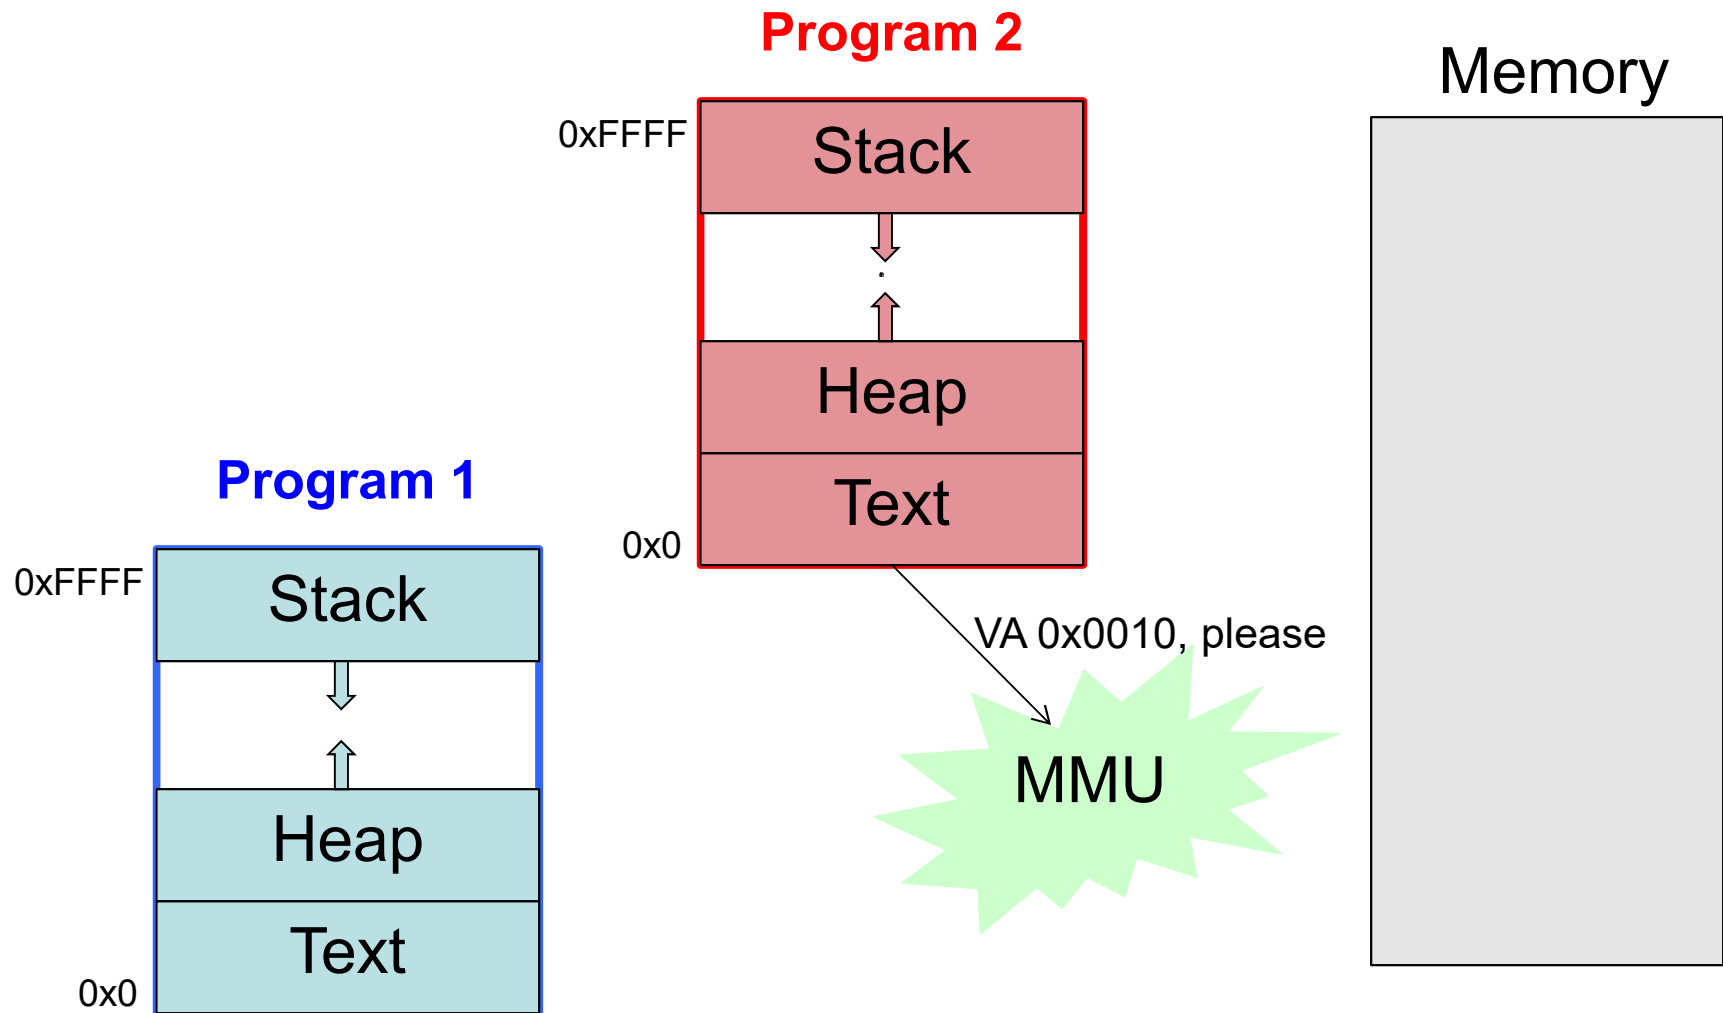 Program 2
Memory
0xFFFF
Stack
Heap
Text
0x0
Program 1
0xFFFF
Stack
Heap
Text
0x0
VA 0x0010, please
MMU